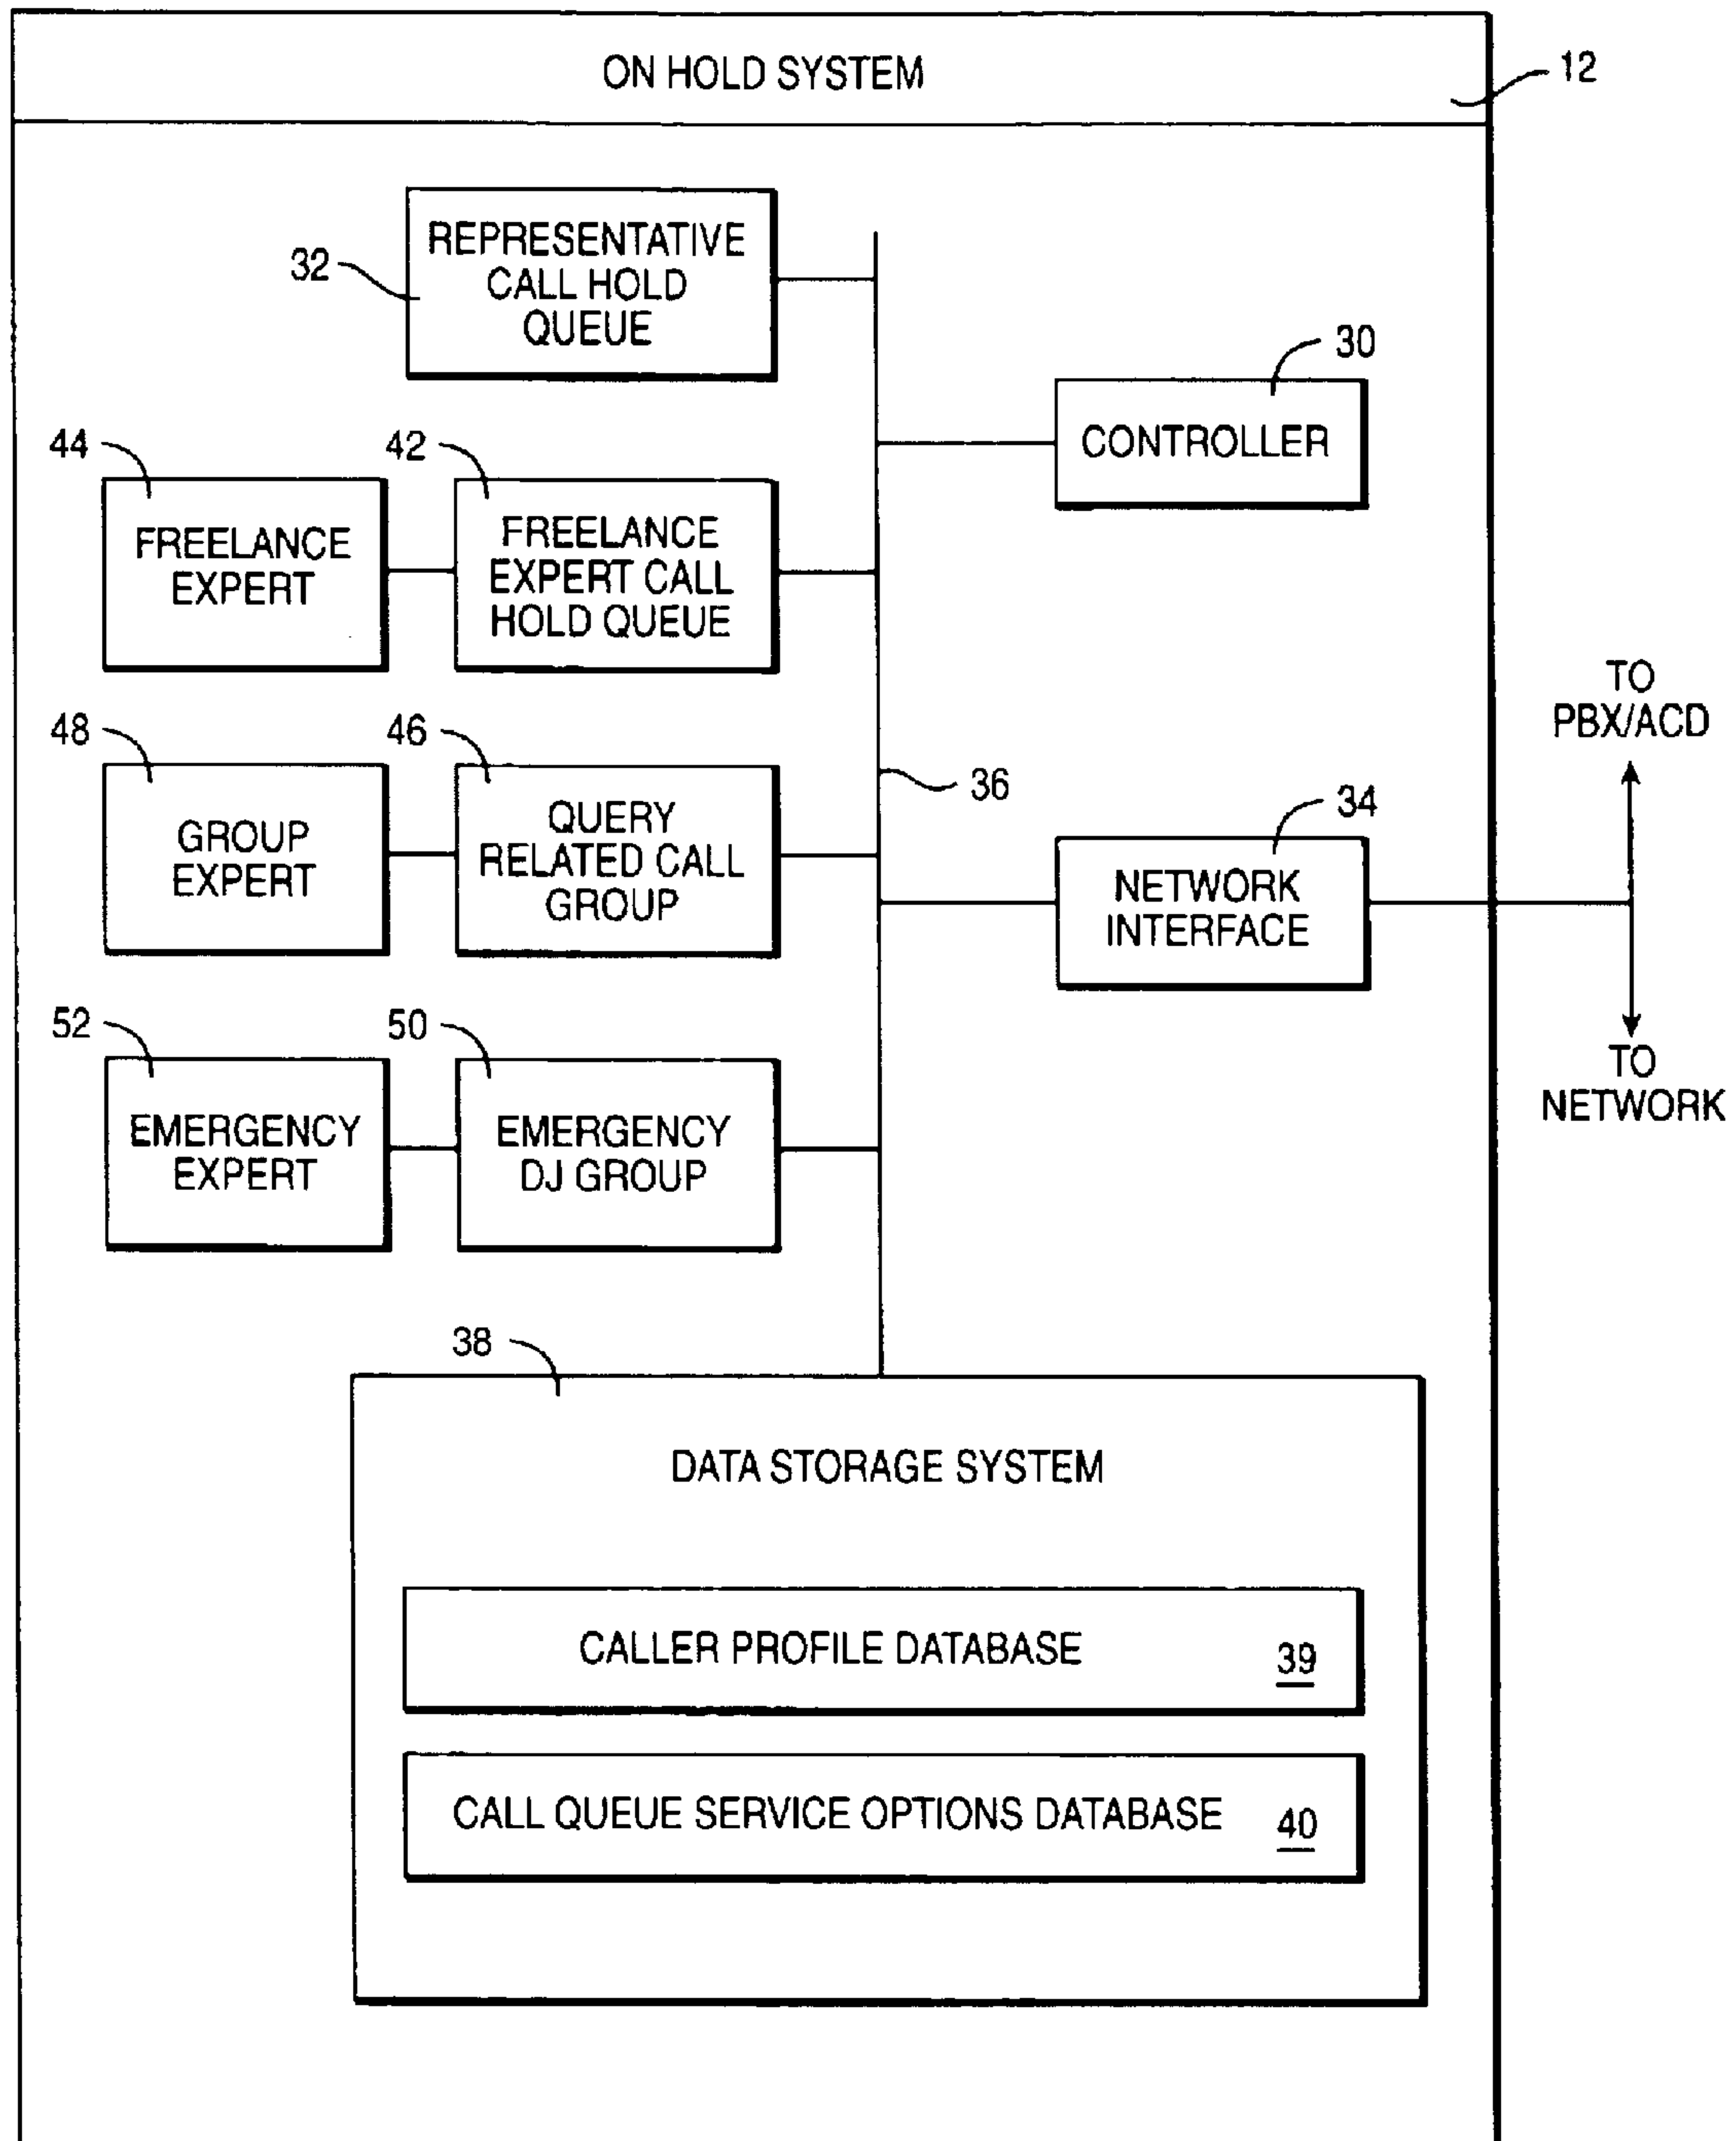 ON HOLD SYSTEM
12
REPRESENTATIVE
CALL HOLD
QUEUE
32
30
CONTROLLER
44
FREELANCE
EXPERT
42
FREELANCE
EXPERT CALL
HOLD QUEUE
TO
PBX/ACD
48
GROUP
EXPERT
46
QUERY
RELATED CALL
GROUP
36
34
NETWORK
INTERFACE
52
EMERGENCY
EXPERT
50
EMERGENCY
DJ GROUP
TO
NETWORK
38
DATA STORAGE SYSTEM
CALLER PROFILE DATABASE 39
CALL QUEUE SERVICE OPTIONS DATABASE 40